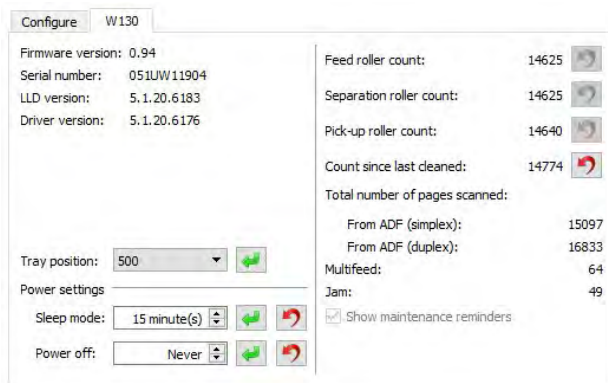 Configure
W130
Firmware version: 0.94
Serial number: 051UW11904
LLD version: 5.1.20.6183
Driver version: 5.1.20.6176
Tray position: 500
Power settings
Sleep mode: 15 minute(s)
Power off: Never
Feed roller count: 14625
Separation roller count: 14625
Pick-up roller count: 14640
Count since last cleaned: 14774
Total number of pages scanned:
From ADF (simplex): 15097
From ADF (duplex): 16833
Multifeed: 64
Jam: 49
Show maintenance reminders